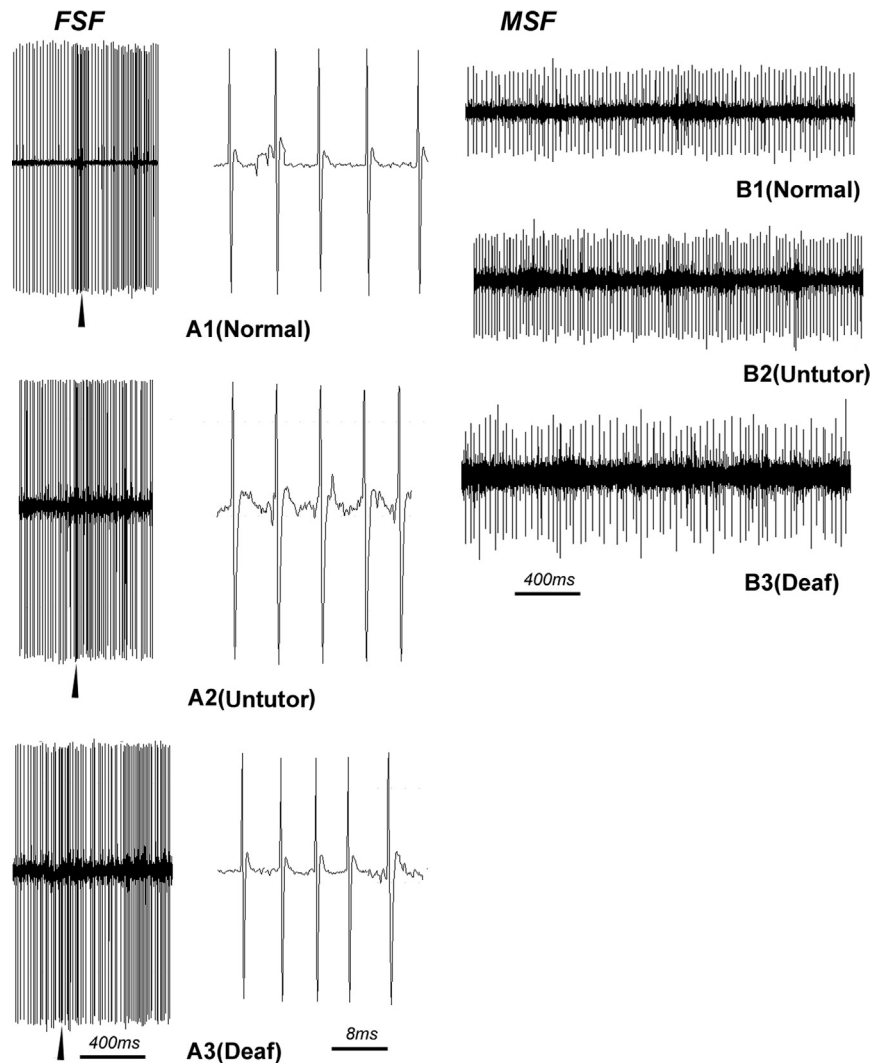 FSF
MSF
A1(Normal)
B1(Normal)
B2(Untutor)
A2(Untutor)
400ms
B3(Deaf)
400ms
A3(Deaf)
8ms